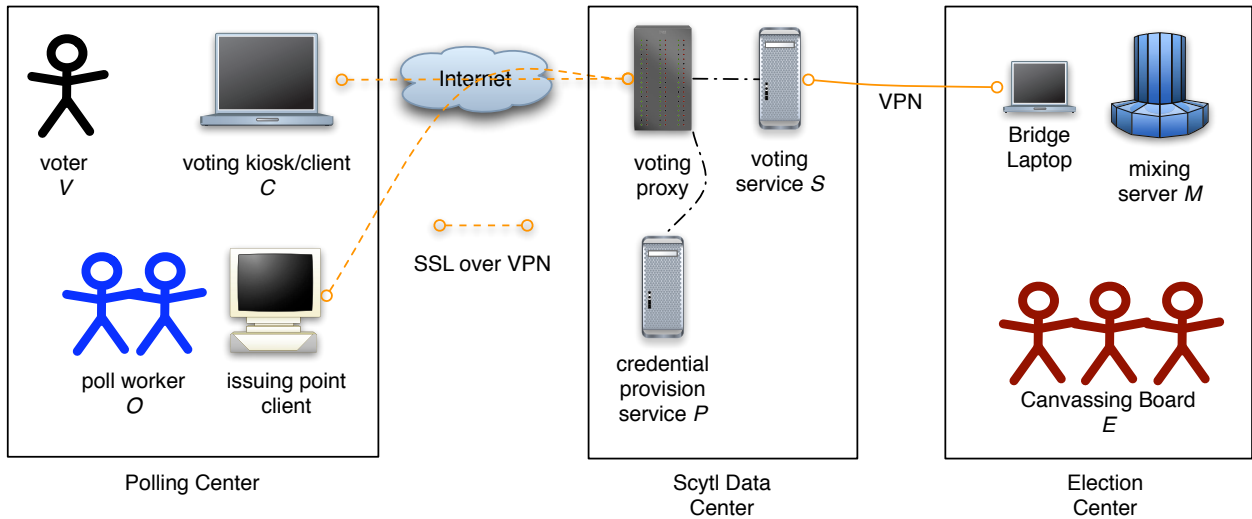 voter
V
voting kiosk/client
C
poll worker
O
issuing point
client
Polling Center
Internet
SSL over VPN
voting
proxy
voting
service S
credential
provision
service P
Scytl Data
Center
VPN
Bridge
Laptop
mixing
server M
Canvassing Board
E
Election
Center